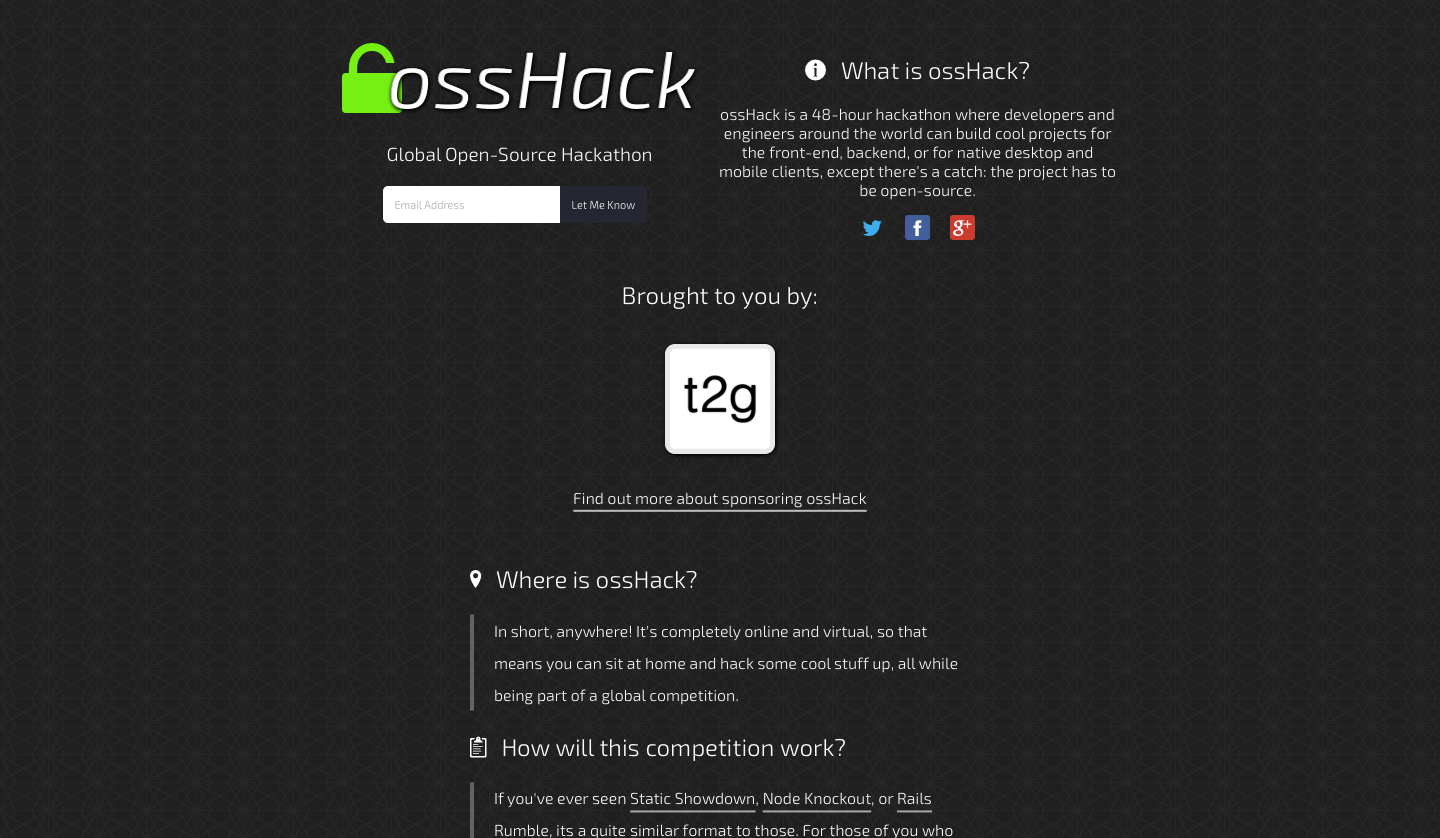 ossHack
Global Open-Source Hackathon
Email Address
Let Me Know
What is ossHack?
ossHack is a 48-hour hackathon where developers and
engineers around the world can build cool projects for
the front-end, backend, or for native desktop and
mobile clients, except there's a catch: the project has to
be open-source.
f
g+
Brought to you by:
t2g
Find out more about sponsoring ossHack
Where is ossHack?
In short, anywhere! It's completely online and virtual, so that
means you can sit at home and hack some cool stuff up, all while
being part of a global competition.
How will this competition work?
If you've ever seen Static Showdown, Node Knockout, or Rails
Rumble, its a quite similar format to those. For those of you who